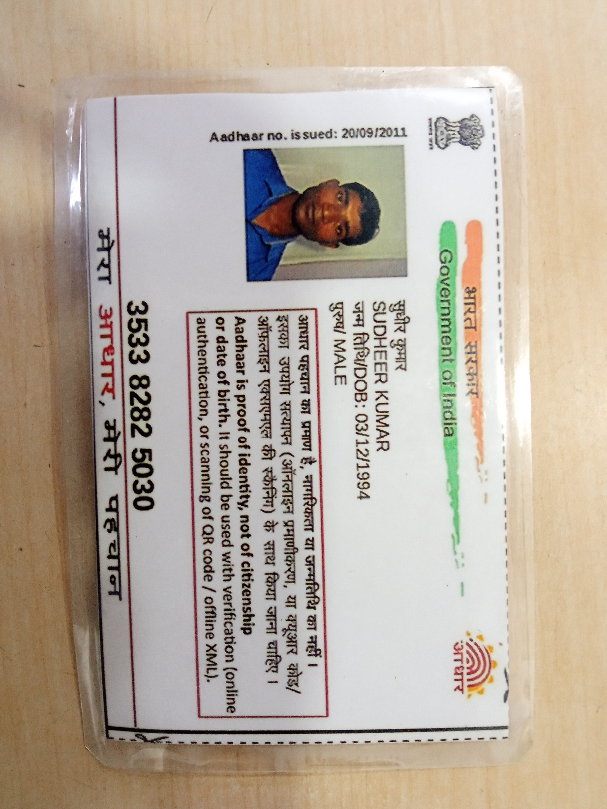 भारत सरकार
Government of India
Aadhaar no. issued: 20/09/2011
सुधीर कुमार
SUDHEER KUMAR
जन्म तिथि/DOB: 03/12/1994
पुरुष/ MALE
आधार पहचान का प्रमाण है, नागरिकता या जन्मतिथि का नहीं ।
इसका उपयोग सत्यापन (ऑनलाइन प्रमाणीकरण, या क्यूआर कोड/
ऑफ़लाइन एक्सएमएल की स्कैनिंग) के साथ किया जाना चाहिए ।
Aadhaar is proof of identity, not of citizenship
or date of birth. It should be used with verification (online
authentication, or scanning of QR code / offline XML).
3533 8282 5030
मेरा आधार, मेरी पहचान
आधार